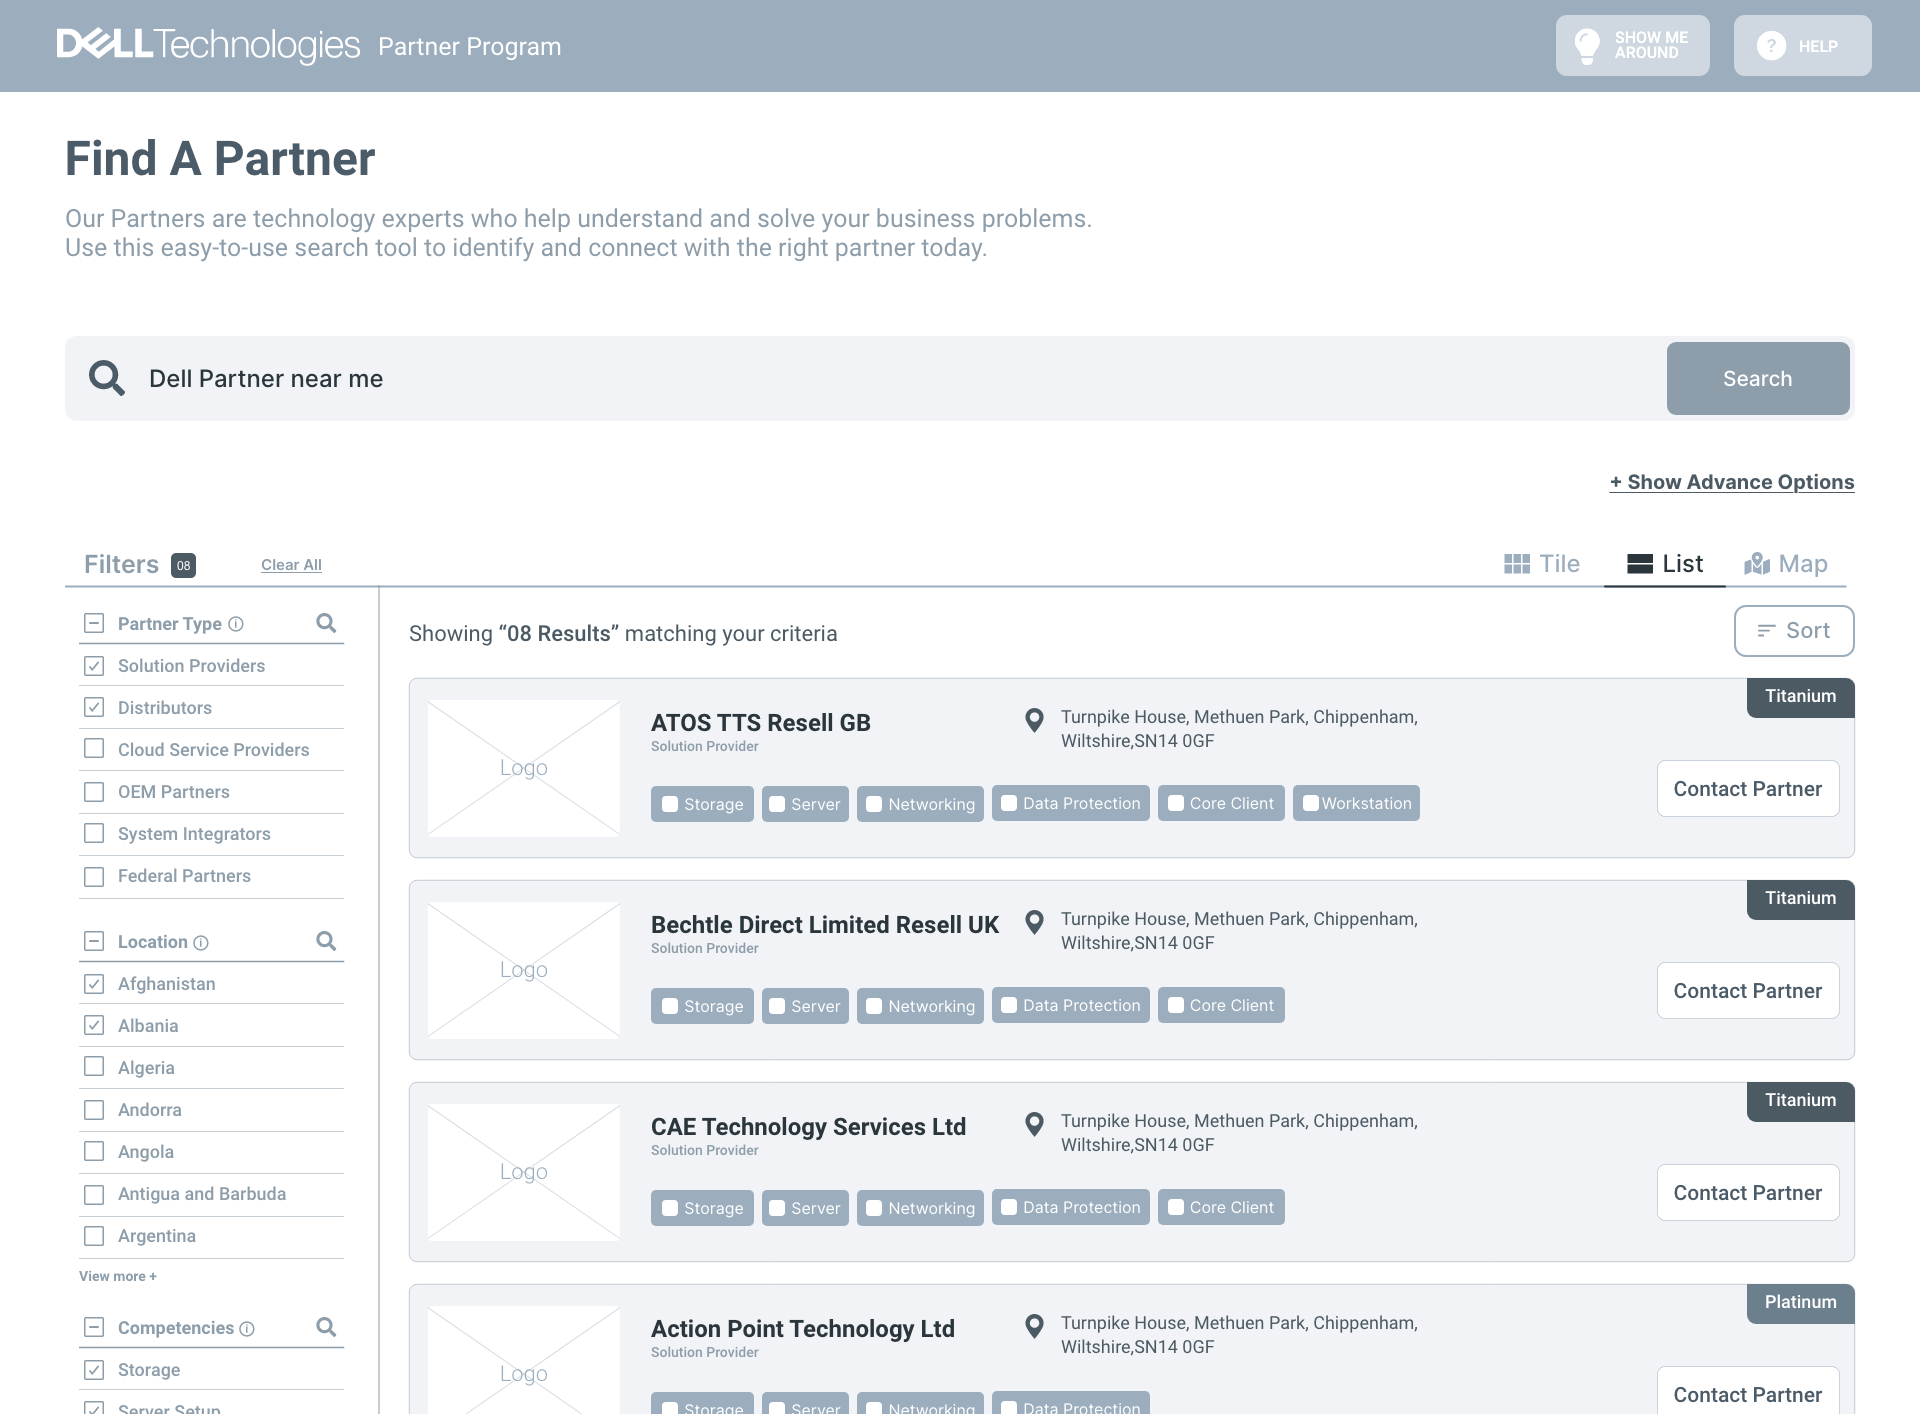 DELLTechnologies Partner Program
SHOW ME
AROUND
? HELP
Find A Partner
Our Partners are technology experts who help understand and solve your business problems.
Use this easy-to-use search tool to identify and connect with the right partner today.
Dell Partner near me
Search
+ Show Advance Options
Filters 08 Clear All
Tile List Map
Partner Type
Solution Providers
Distributors
Cloud Service Providers
OEM Partners
System Integrators
Federal Partners
Location
Afghanistan
Albania
Algeria
Andorra
Angola
Antigua and Barbuda
Argentina
View more +
Competencies
Storage
Server Setup
Showing “08 Results” matching your criteria
Sort
Logo
ATOS TTS Resell GB
Solution Provider
Turnpike House, Methuen Park, Chippenham,
Wiltshire,SN14 0GF
Titanium
Storage Server Networking Data Protection Core Client Workstation
Contact Partner
Logo
Bechtle Direct Limited Resell UK
Solution Provider
Turnpike House, Methuen Park, Chippenham,
Wiltshire,SN14 0GF
Titanium
Storage Server Networking Data Protection Core Client
Contact Partner
Logo
CAE Technology Services Ltd
Solution Provider
Turnpike House, Methuen Park, Chippenham,
Wiltshire,SN14 0GF
Titanium
Storage Server Networking Data Protection Core Client
Contact Partner
Logo
Action Point Technology Ltd
Solution Provider
Turnpike House, Methuen Park, Chippenham,
Wiltshire,SN14 0GF
Platinum
Storage Server Networking Data Protection
Contact Partner